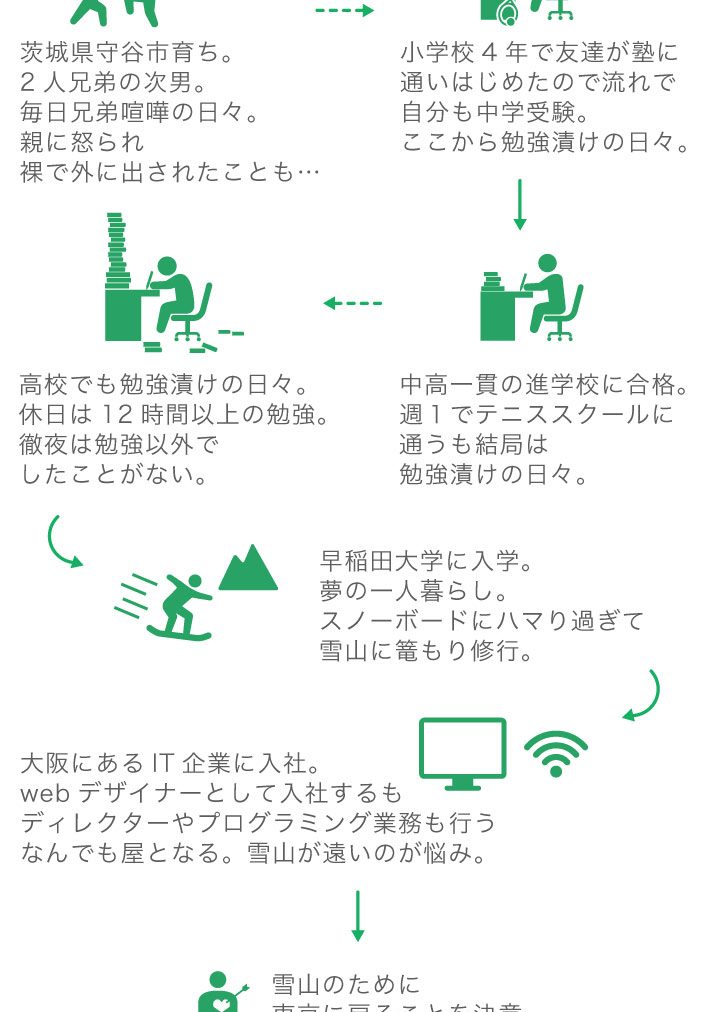 茨城県守谷市育ち。
2人兄弟の次男。
毎日兄弟喧嘩の日々。
親に怒られ
裸で外に出されたことも…
小学校4年で友達が塾に
通いはじめたので流れで
自分も中学受験。
ここから勉強漬けの日々。
中高一貫の進学校に合格。
週1でテニススクールに
通うも結局は
勉強漬けの日々。
高校でも勉強漬けの日々。
休日は12時間以上の勉強。
徹夜は勉強以外で
したことがない。
早稲田大学に入学。
夢の一人暮らし。
スノーボードにハマり過ぎて
雪山に篭もり修行。
大阪にあるIT企業に入社。
webデザイナーとして入社するも
ディレクターやプログラミング業務も行う
なんでも屋となる。雪山が遠いのが悩み。
雪山のために